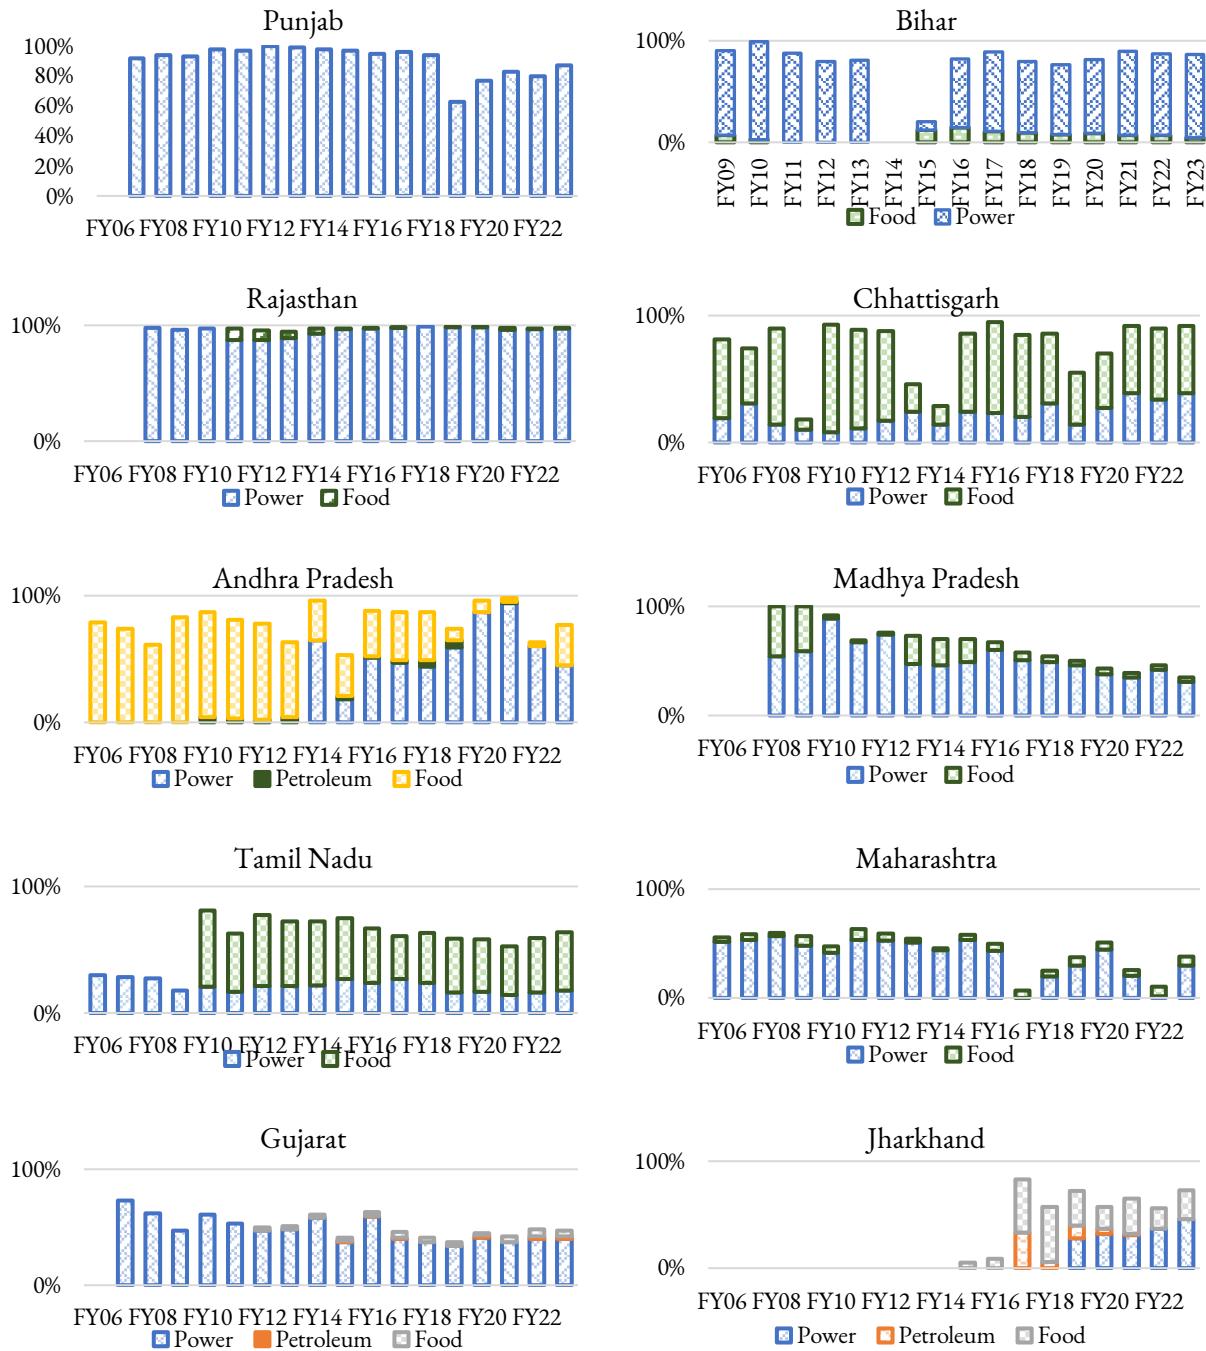 Punjab
100%
80%
60%
40%
20%
0%
FY06 FY08 FY10 FY12 FY14 FY16 FY18 FY20 FY22
Bihar
100%
0%
FY09 FY10 FY11 FY12 FY13 FY14 FY15 FY16 FY17 FY18 FY19 FY20 FY21 FY22 FY23
Food Power
Rajasthan
100%
0%
FY06 FY08 FY10 FY12 FY14 FY16 FY18 FY20 FY22
Power Food
Chhattisgarh
100%
0%
FY06 FY08 FY10 FY12 FY14 FY16 FY18 FY20 FY22
Power Food
Andhra Pradesh
100%
0%
FY06 FY08 FY10 FY12 FY14 FY16 FY18 FY20 FY22
Power Petroleum Food
Madhya Pradesh
100%
0%
FY06 FY08 FY10 FY12 FY14 FY16 FY18 FY20 FY22
Power Food
Tamil Nadu
100%
0%
FY06 FY08 FY10 FY12 FY14 FY16 FY18 FY20 FY22
Power Food
Maharashtra
100%
0%
FY06 FY08 FY10 FY12 FY14 FY16 FY18 FY20 FY22
Power Food
Gujarat
100%
0%
FY06 FY08 FY10 FY12 FY14 FY16 FY18 FY20 FY22
Power Petroleum Food
Jharkhand
100%
0%
FY06 FY08 FY10 FY12 FY14 FY16 FY18 FY20 FY22
Power Petroleum Food